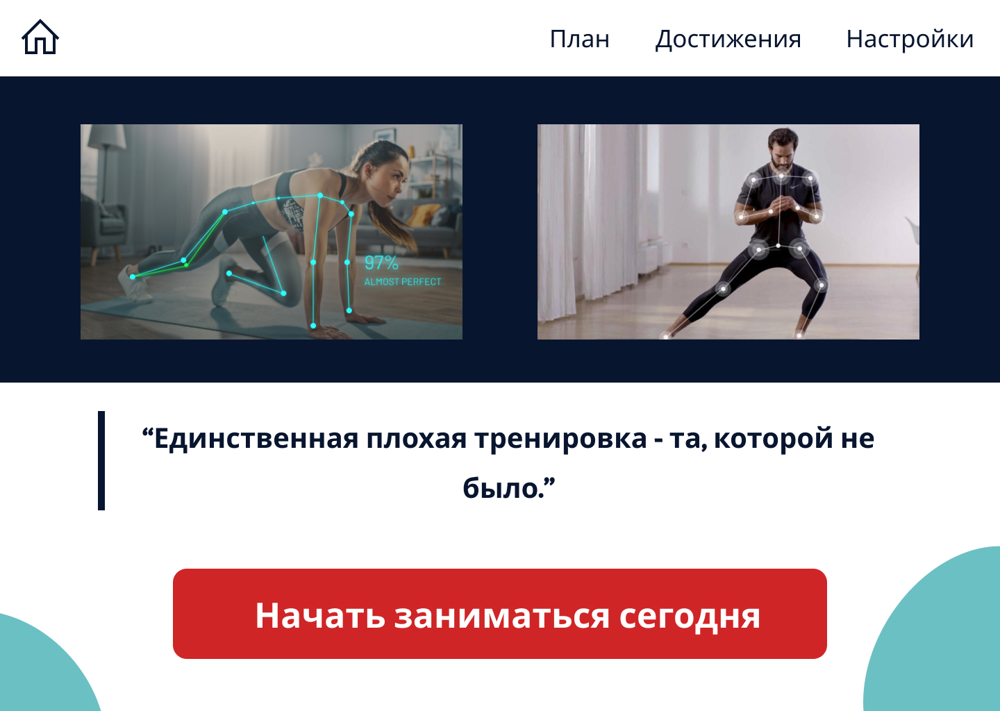 План Достижения Настройки
97%
ALMOST PERFECT
“Единственная плохая тренировка - та, которой не
было.”
Начать заниматься сегодня